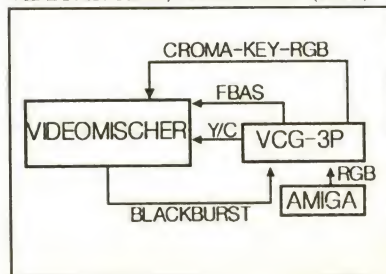 CROMA-KEY-RGB
FBAS
VIDEOMISCHER
Y/C
VCG-3P
RGB
AMIGA
BLACKBURST